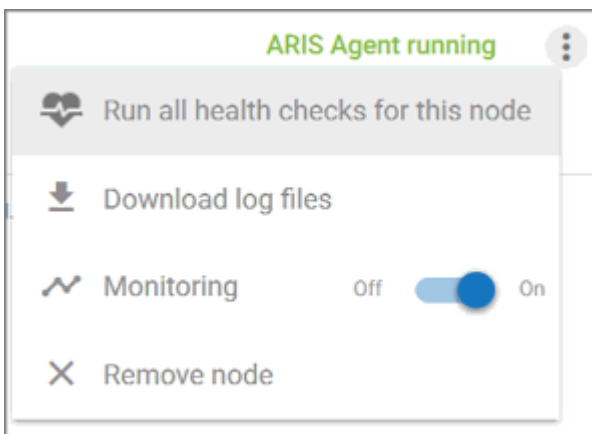 ARIS Agent running
Run all health checks for this node
Download log files
Monitoring Off On
Remove node